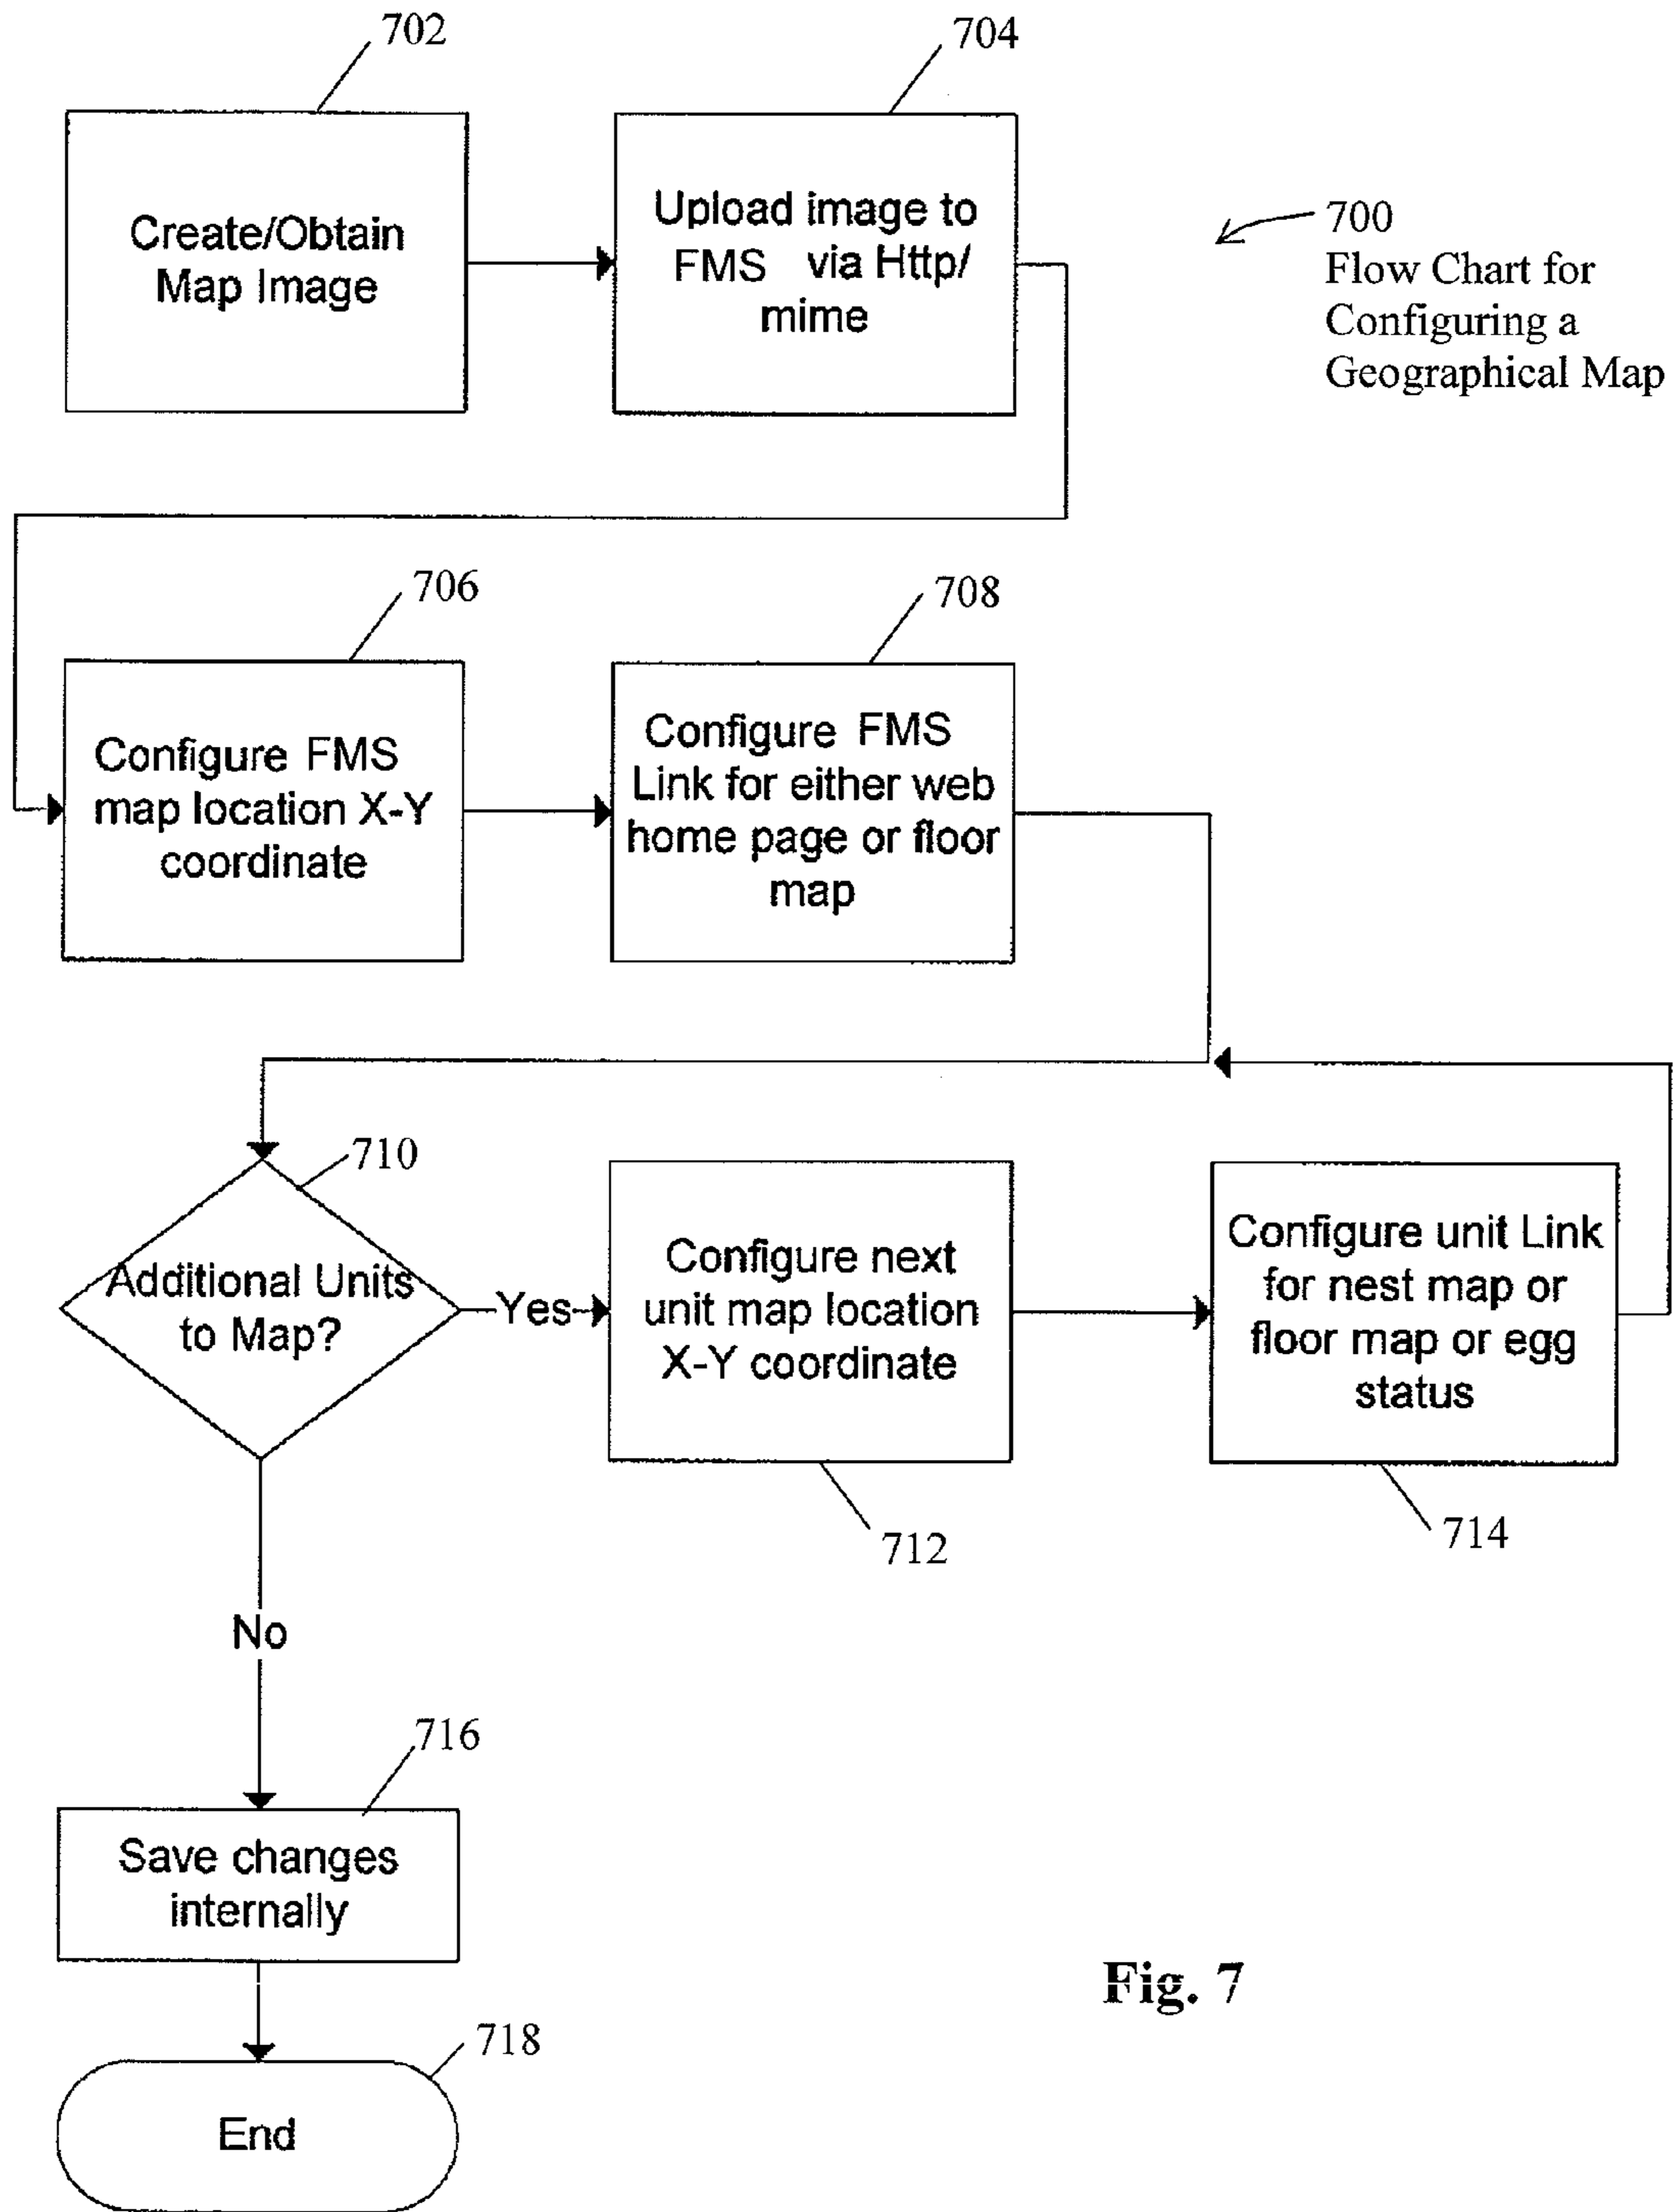 702
704
Create/Obtain
Map Image
Upload image to
FMS via Http/
mime
700
Flow Chart for
Configuring a
Geographical Map
706
708
Configure FMS
map location X-Y
coordinate
Configure FMS
Link for either web
home page or floor
map
710
Additional Units
to Map?
Yes
Configure next
unit map location
X-Y coordinate
Configure unit Link
for nest map or
floor map or egg
status
712
714
No
716
Save changes
internally
Fig. 7
718
End